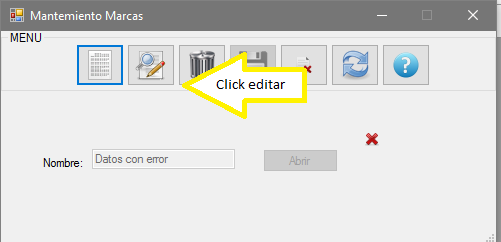 Mantemiento Marcas
MENU
?
Click editar
Nombre: Datos con error Abrir